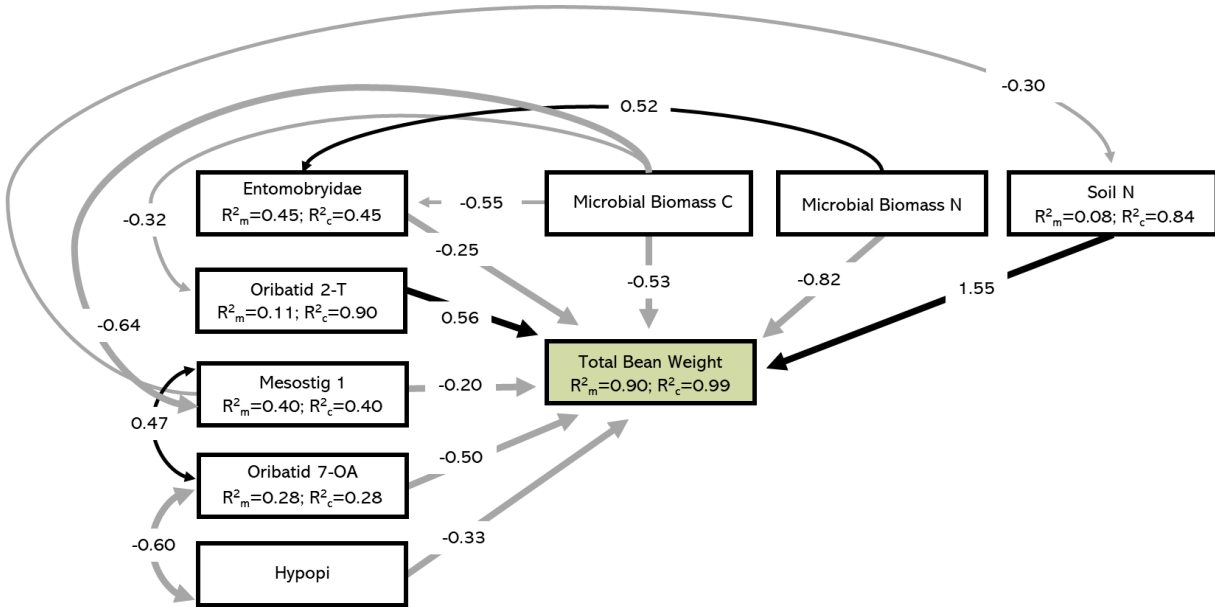 -0.30
0.52
Entomobryidae
R²m=0.45; R²c=0.45
-0.55
Microbial Biomass C
Microbial Biomass N
Soil N
R²m=0.08; R²c=0.84
-0.32
-0.25
-0.53
-0.82
1.55
Oribatid 2-T
R²m=0.11; R²c=0.90
0.56
-0.64
Total Bean Weight
R²m=0.90; R²c=0.99
Mesostig 1
R²m=0.40; R²c=0.40
-0.20
0.47
Oribatid 7-OA
R²m=0.28; R²c=0.28
-0.50
-0.60
Hypopi
-0.33